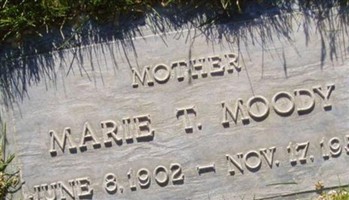 MOTHER
MARIE T. MOODY
JUNE 8, 1902 – NOV. 17, 19